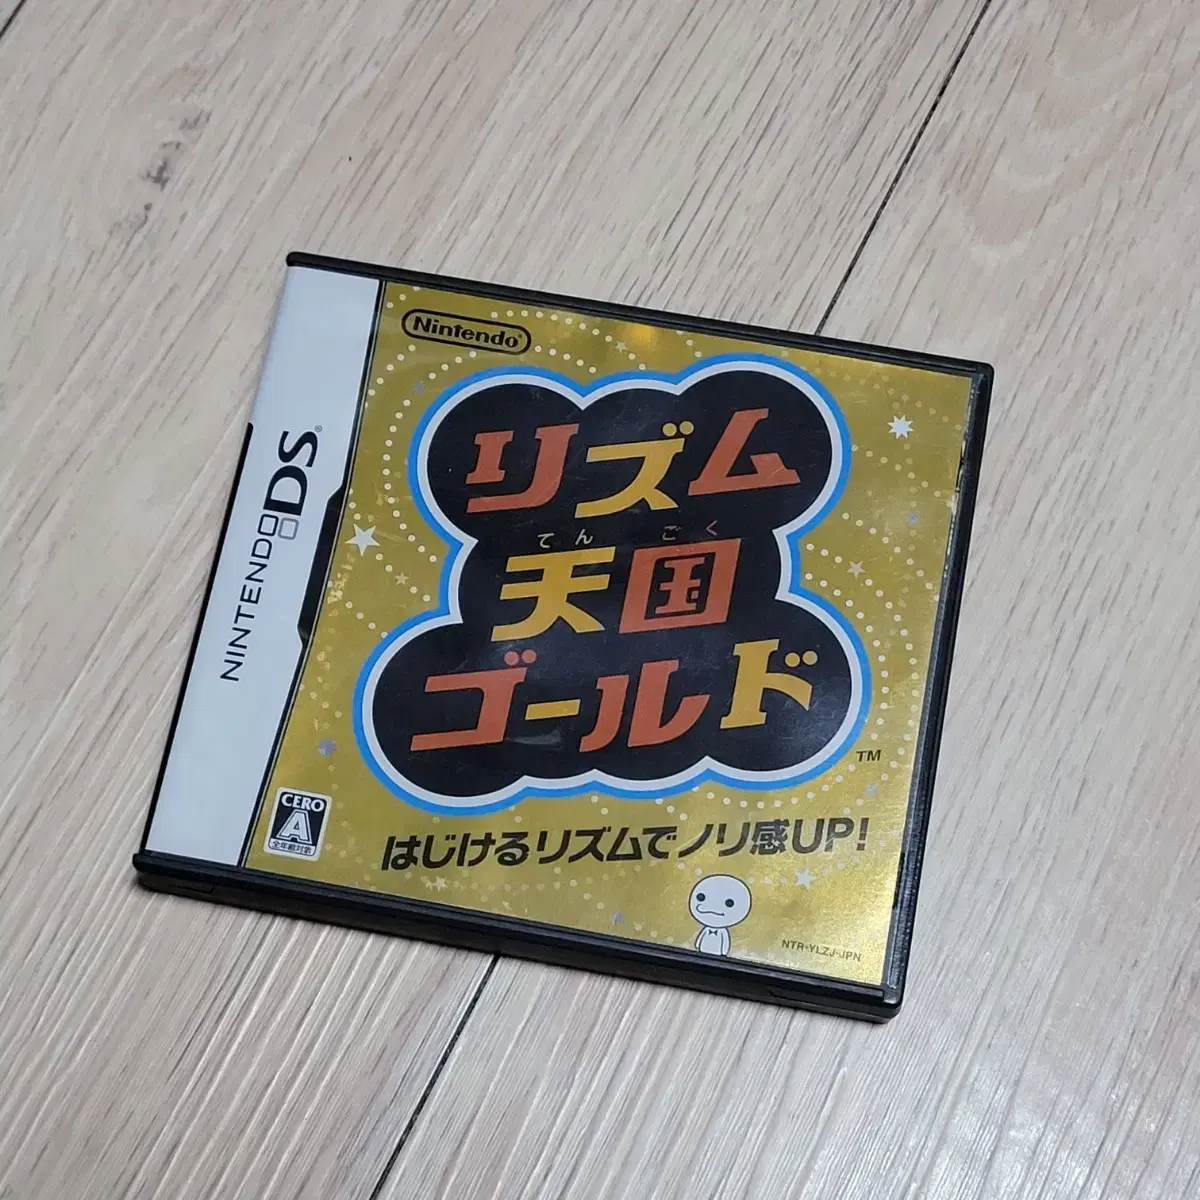 NINTENDO DS®
Nintendo®
リズム
てんごく
天国
ゴールド
TM
はじけるリズムでノリ感UP!
CERO
A
全年齢対象
NTR-YLZJ-JPN